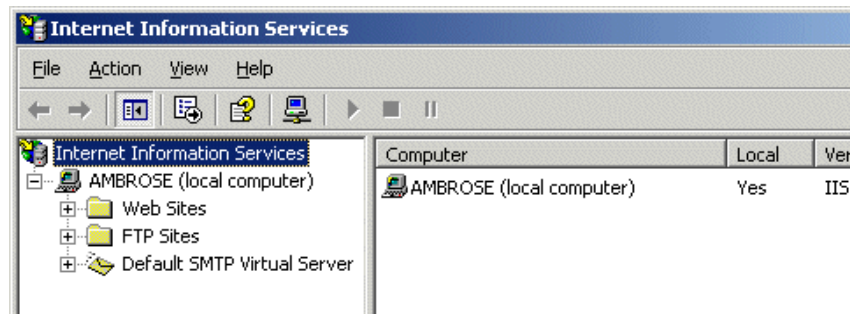 Internet Information Services
File Action View Help
Internet Information Services
AMBROSE (local computer)
Web Sites
FTP Sites
Default SMTP Virtual Server
Computer Local Ver
AMBROSE (local computer) Yes IIS